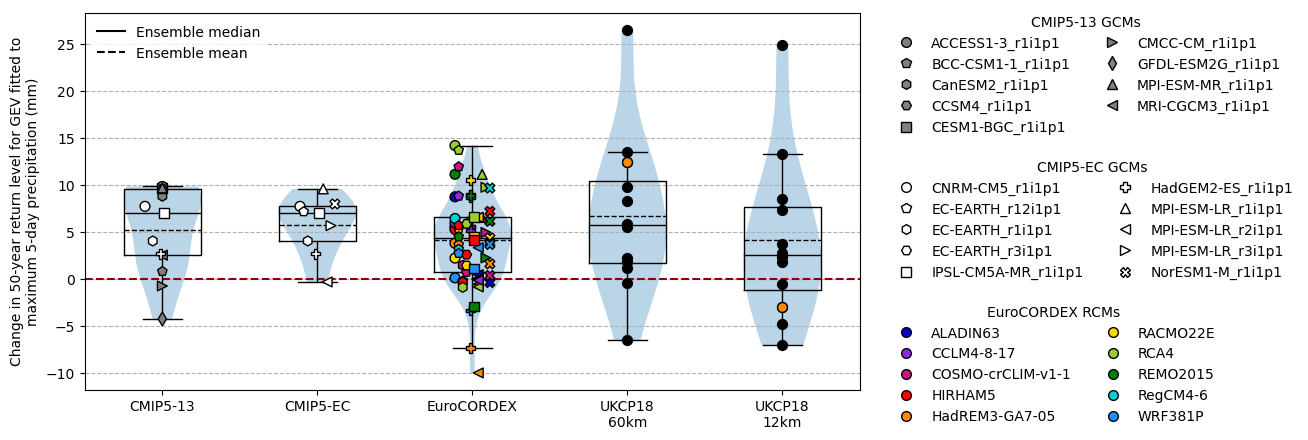 Change in 50-year return level for GEV fitted to
maximum 5-day precipitation (mm)
25
20
15
10
5
0
−5
−10
Ensemble median
Ensemble mean
CMIP5-13
CMIP5-EC
EuroCORDEX
UKCP18
60km
UKCP18
12km
CMIP5-13 GCMs
ACCESS1-3_r1i1p1
BCC-CSM1-1_r1i1p1
CanESM2_r1i1p1
CCSM4_r1i1p1
CESM1-BGC_r1i1p1
CMCC-CM_r1i1p1
GFDL-ESM2G_r1i1p1
MPI-ESM-MR_r1i1p1
MRI-CGCM3_r1i1p1
CMIP5-EC GCMs
CNRM-CM5_r1i1p1
EC-EARTH_r12i1p1
EC-EARTH_r1i1p1
EC-EARTH_r3i1p1
IPSL-CM5A-MR_r1i1p1
HadGEM2-ES_r1i1p1
MPI-ESM-LR_r1i1p1
MPI-ESM-LR_r2i1p1
MPI-ESM-LR_r3i1p1
NorESM1-M_r1i1p1
EuroCORDEX RCMs
ALADIN63
CCLM4-8-17
COSMO-crCLIM-v1-1
HIRHAM5
HadREM3-GA7-05
RACMO22E
RCA4
REMO2015
RegCM4-6
WRF381P